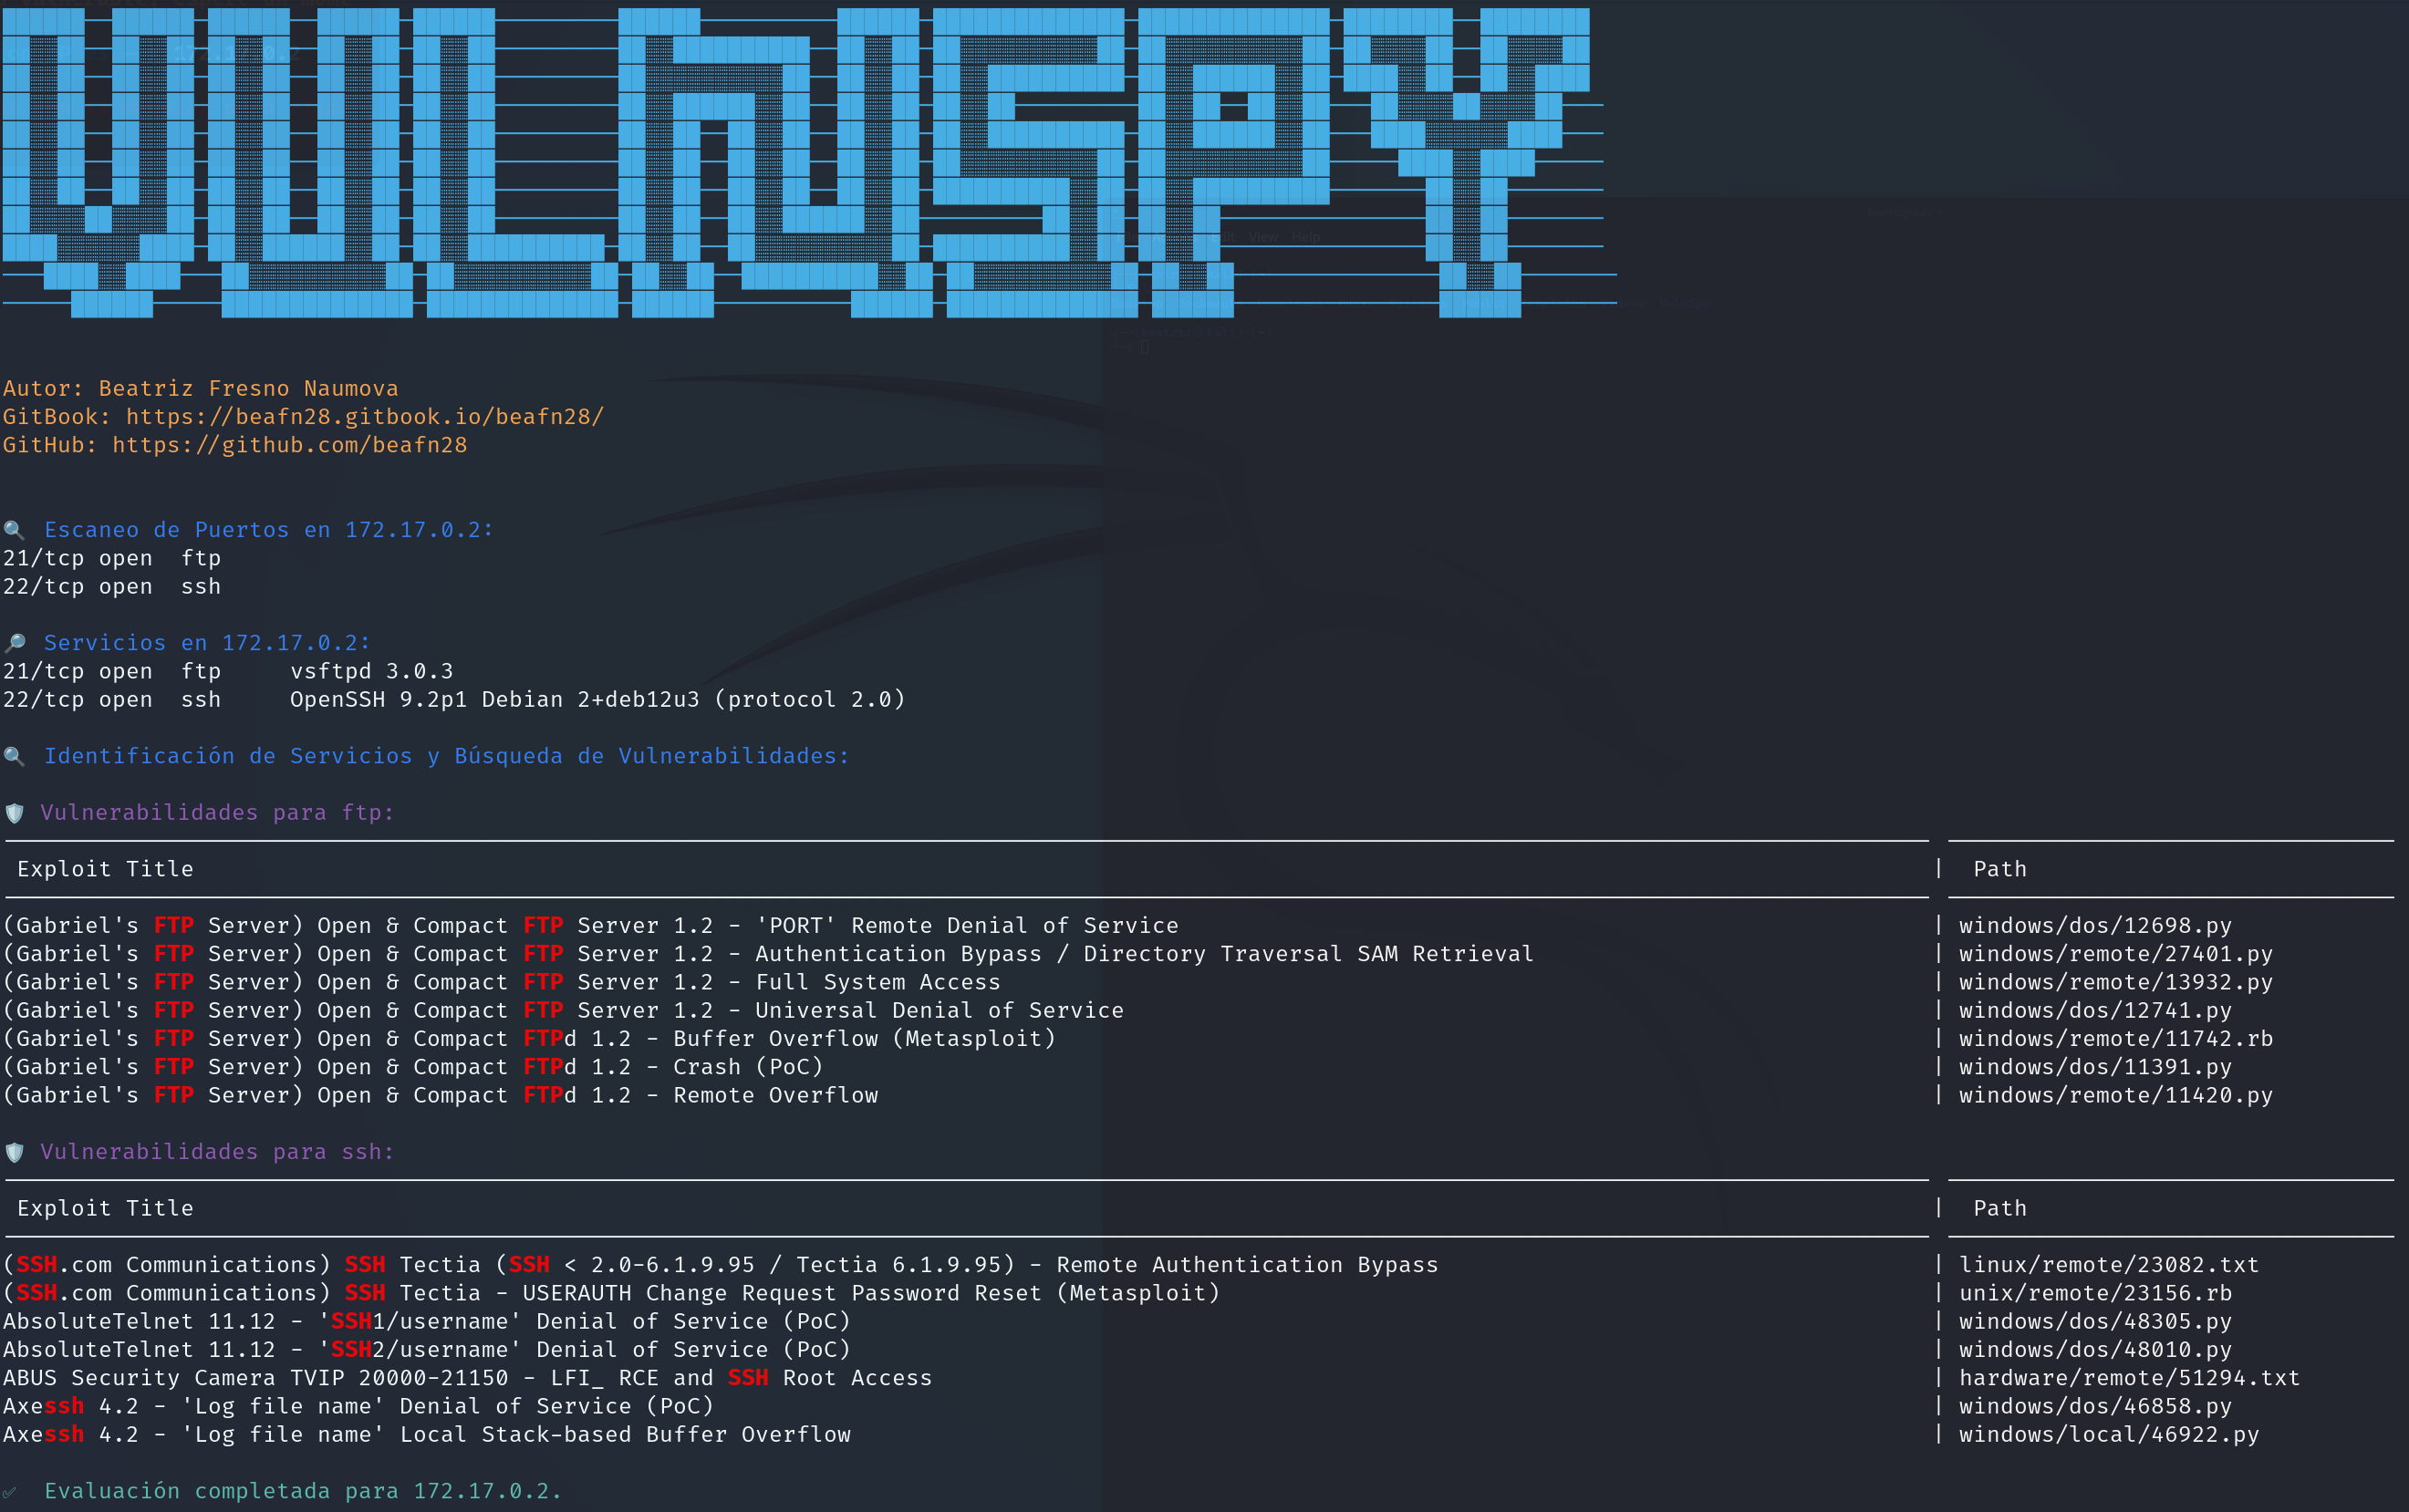 VULNSPY
172.17.0.2
Edit View Help
Autor: Beatriz Fresno Naumova
GitBook: https://beafn28.gitbook.io/beafn28/
GitHub: https://github.com/beafn28
🔍 Escaneo de Puertos en 172.17.0.2:
21/tcp open  ftp
22/tcp open  ssh
🔎 Servicios en 172.17.0.2:
21/tcp open  ftp     vsftpd 3.0.3
22/tcp open  ssh     OpenSSH 9.2p1 Debian 2+deb12u3 (protocol 2.0)
🔍 Identificación de Servicios y Búsqueda de Vulnerabilidades:
🛡️ Vulnerabilidades para ftp:
Exploit Title | Path
(Gabriel's FTP Server) Open & Compact FTP Server 1.2 - 'PORT' Remote Denial of Service | windows/dos/12698.py
(Gabriel's FTP Server) Open & Compact FTP Server 1.2 - Authentication Bypass / Directory Traversal SAM Retrieval | windows/remote/27401.py
(Gabriel's FTP Server) Open & Compact FTP Server 1.2 - Full System Access | windows/remote/13932.py
(Gabriel's FTP Server) Open & Compact FTP Server 1.2 - Universal Denial of Service | windows/dos/12741.py
(Gabriel's FTP Server) Open & Compact FTPd 1.2 - Buffer Overflow (Metasploit) | windows/remote/11742.rb
(Gabriel's FTP Server) Open & Compact FTPd 1.2 - Crash (PoC) | windows/dos/11391.py
(Gabriel's FTP Server) Open & Compact FTPd 1.2 - Remote Overflow | windows/remote/11420.py
🛡️ Vulnerabilidades para ssh:
Exploit Title | Path
(SSH.com Communications) SSH Tectia (SSH < 2.0-6.1.9.95 / Tectia 6.1.9.95) - Remote Authentication Bypass | linux/remote/23082.txt
(SSH.com Communications) SSH Tectia - USERAUTH Change Request Password Reset (Metasploit) | unix/remote/23156.rb
AbsoluteTelnet 11.12 - 'SSH1/username' Denial of Service (PoC) | windows/dos/48305.py
AbsoluteTelnet 11.12 - 'SSH2/username' Denial of Service (PoC) | windows/dos/48010.py
ABUS Security Camera TVIP 20000-21150 - LFI_ RCE and SSH Root Access | hardware/remote/51294.txt
Axessh 4.2 - 'Log file name' Denial of Service (PoC) | windows/dos/46858.py
Axessh 4.2 - 'Log file name' Local Stack-based Buffer Overflow | windows/local/46922.py
✅ Evaluación completada para 172.17.0.2.